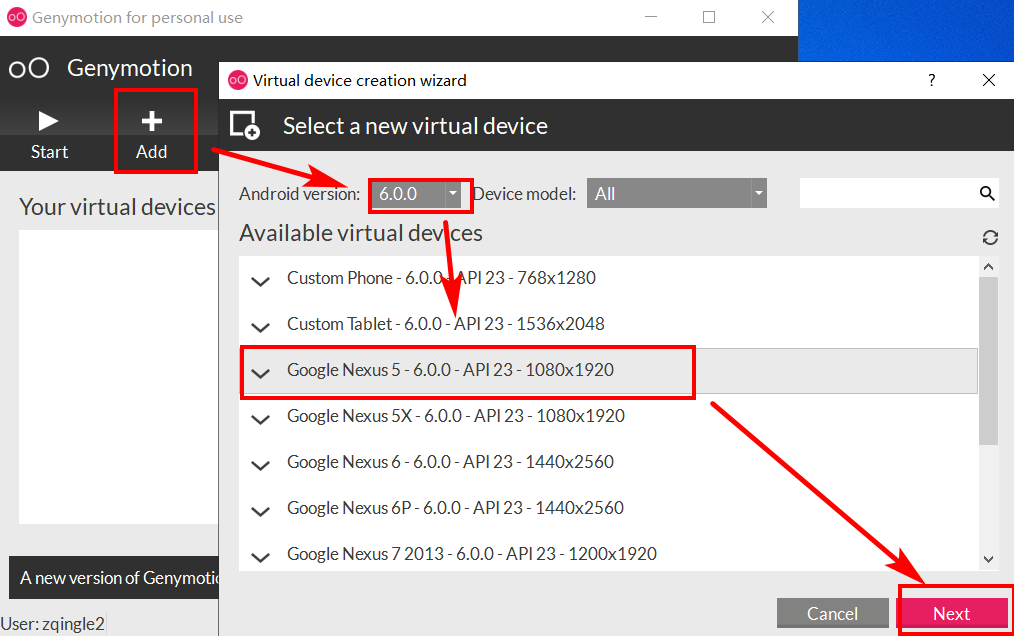 Genymotion for personal use
Genymotion
Virtual device creation wizard
?
Select a new virtual device
Start
Add
Your virtual devices
Android version:
6.0.0
Device model:
All
Available virtual devices
Custom Phone - 6.0.0 - API 23 - 768x1280
Custom Tablet - 6.0.0 - API 23 - 1536x2048
Google Nexus 5 - 6.0.0 - API 23 - 1080x1920
Google Nexus 5X - 6.0.0 - API 23 - 1080x1920
Google Nexus 6 - 6.0.0 - API 23 - 1440x2560
Google Nexus 6P - 6.0.0 - API 23 - 1440x2560
Google Nexus 7 2013 - 6.0.0 - API 23 - 1200x1920
A new version of Genymotio
User: zqingle2
Cancel
Next